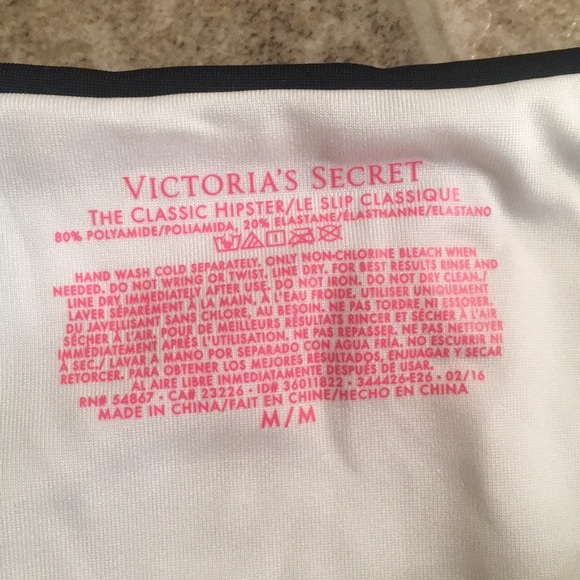 VICTORIA'S SECRET
THE CLASSIC HIPSTER/LE SLIP CLASSIQUE
80% POLYAMIDE/POLIAMIDA, 20% ELASTANE/ÉLASTHANNE/ELASTANO
HAND WASH COLD SEPARATELY, ONLY NON-CHLORINE BLEACH WHEN
NEEDED. DO NOT WRING OR TWIST. LINE DRY. FOR BEST RESULTS RINSE AND
LINE DRY IMMEDIATELY AFTER USE. DO NOT IRON. DO NOT DRY CLEAN/
LAVER SÉPARÉMENT À LA MAIN, À L'EAU FROIDE, UTILISER UNIQUEMENT
DU JAVELLISANT SANS CHLORE, AU BESOIN. NE PAS TORDRE NI ESSORER.
SÉCHER À L'AIR. POUR DE MEILLEURS RÉSULTATS RINCER ET SÉCHER À L'AIR
IMMÉDIATEMENT APRÈS L'UTILISATION. NE PAS REPASSER. NE PAS NETTOYER
À SEC./LAVAR A MANO POR SEPARADO CON AGUA FRÍA. NO ESCURRIR NI
RETORCER. PARA OBTENER LOS MEJORES RESULTADOS, ENJUAGAR Y SECAR
AL AIRE LIBRE INMEDIATAMENTE DESPUÉS DE USAR.
RN# 54867 • CA# 23226 • ID# 36011822 • 344426-E26 • 02/16
MADE IN CHINA/FAIT EN CHINE/HECHO EN CHINA
M/M